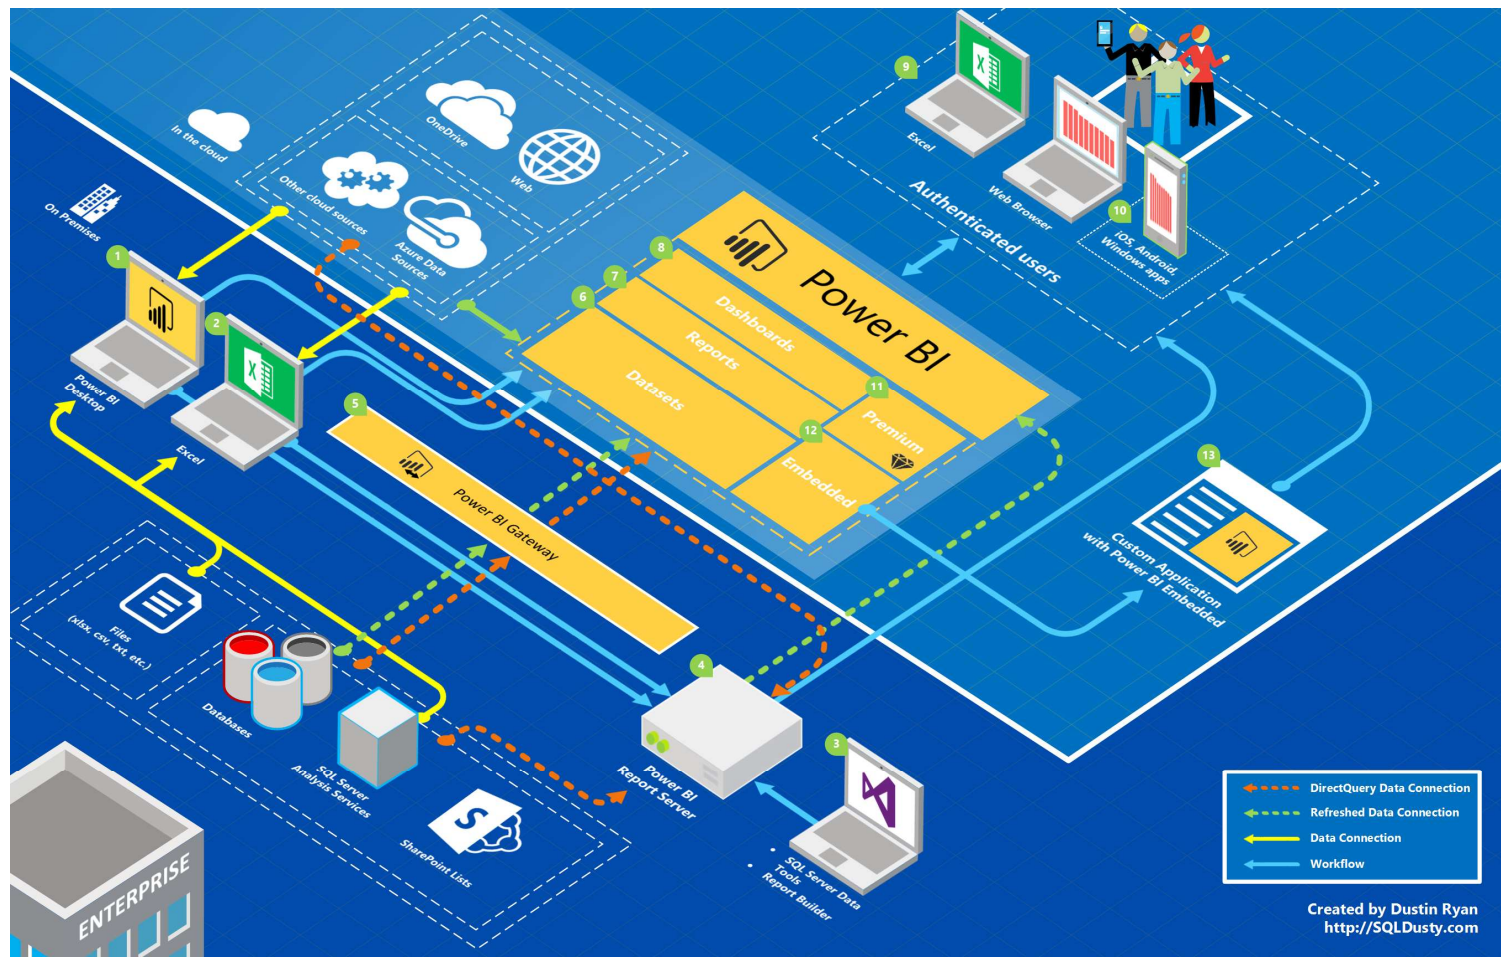 In the cloud
On Premises
OneDrive
Web
Other cloud sources
Azure Data
Sources
1
Power BI
Desktop
2
X
Excel
5
Power BI Gateway
Power BI
8
Dashboards
7
Reports
6
Datasets
11
Premium
12
Embedded
9
X
Excel
Web Browser
10
iOS, Android,
Windows apps
Authenticated users
13
Custom Application
with Power BI Embedded
Files
(xlsx, csv, txt, etc.)
Databases
SQL Server
Analysis Services
S
SharePoint Lists
4
Power BI
Report Server
3
• SQL Server Data
Tools
• Report Builder
ENTERPRISE
DirectQuery Data Connection
Refreshed Data Connection
Data Connection
Workflow
Created by Dustin Ryan
http://SQLDusty.com